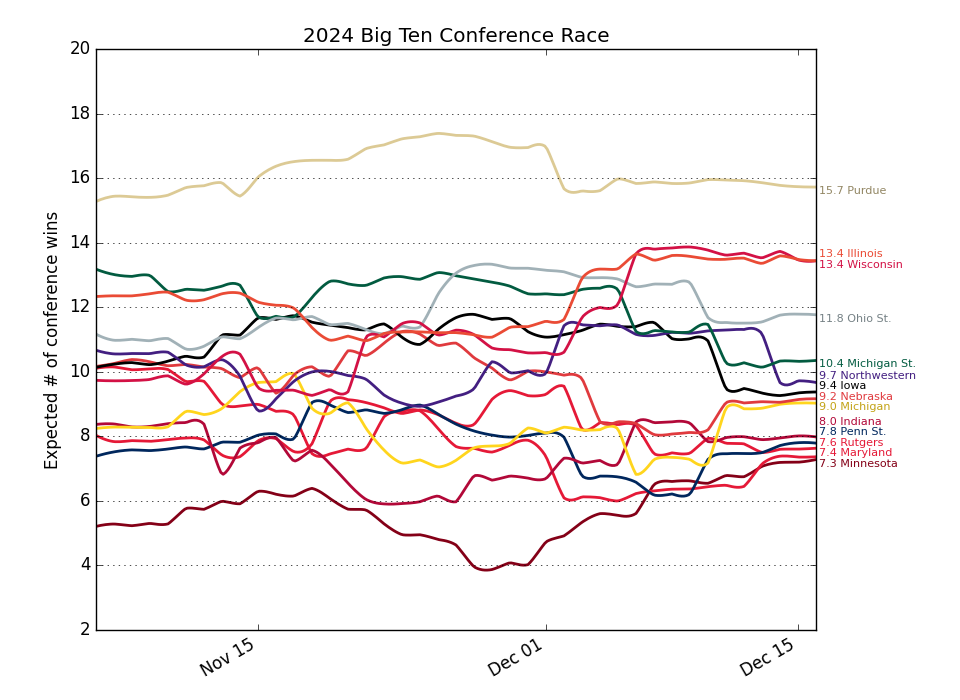 2024 Big Ten Conference Race
Expected # of conference wins
20
18
16
14
12
10
8
6
4
2
Nov 15
Dec 01
Dec 15
15.7 Purdue
13.4 Illinois
13.4 Wisconsin
11.8 Ohio St.
10.4 Michigan St.
9.7 Northwestern
9.4 Iowa
9.2 Nebraska
9.0 Michigan
8.0 Indiana
7.8 Penn St.
7.6 Rutgers
7.4 Maryland
7.3 Minnesota